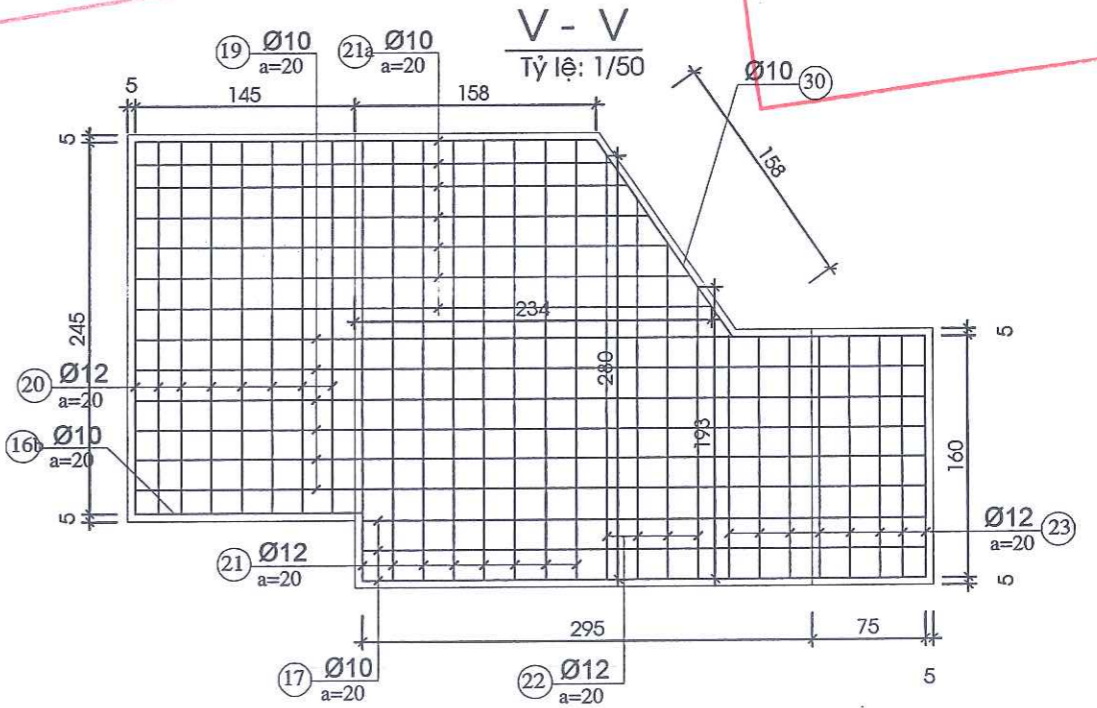 V - V
Tỷ lệ: 1/50
19 Ø10
a=20
21a Ø10
a=20
Ø10 30
5
145
158
158
5
245
5
20 Ø12
a=20
16b Ø10
a=20
234
280
193
5
160
5
Ø12 23
a=20
21 Ø12
a=20
295
75
5
17 Ø10
a=20
22 Ø12
a=20